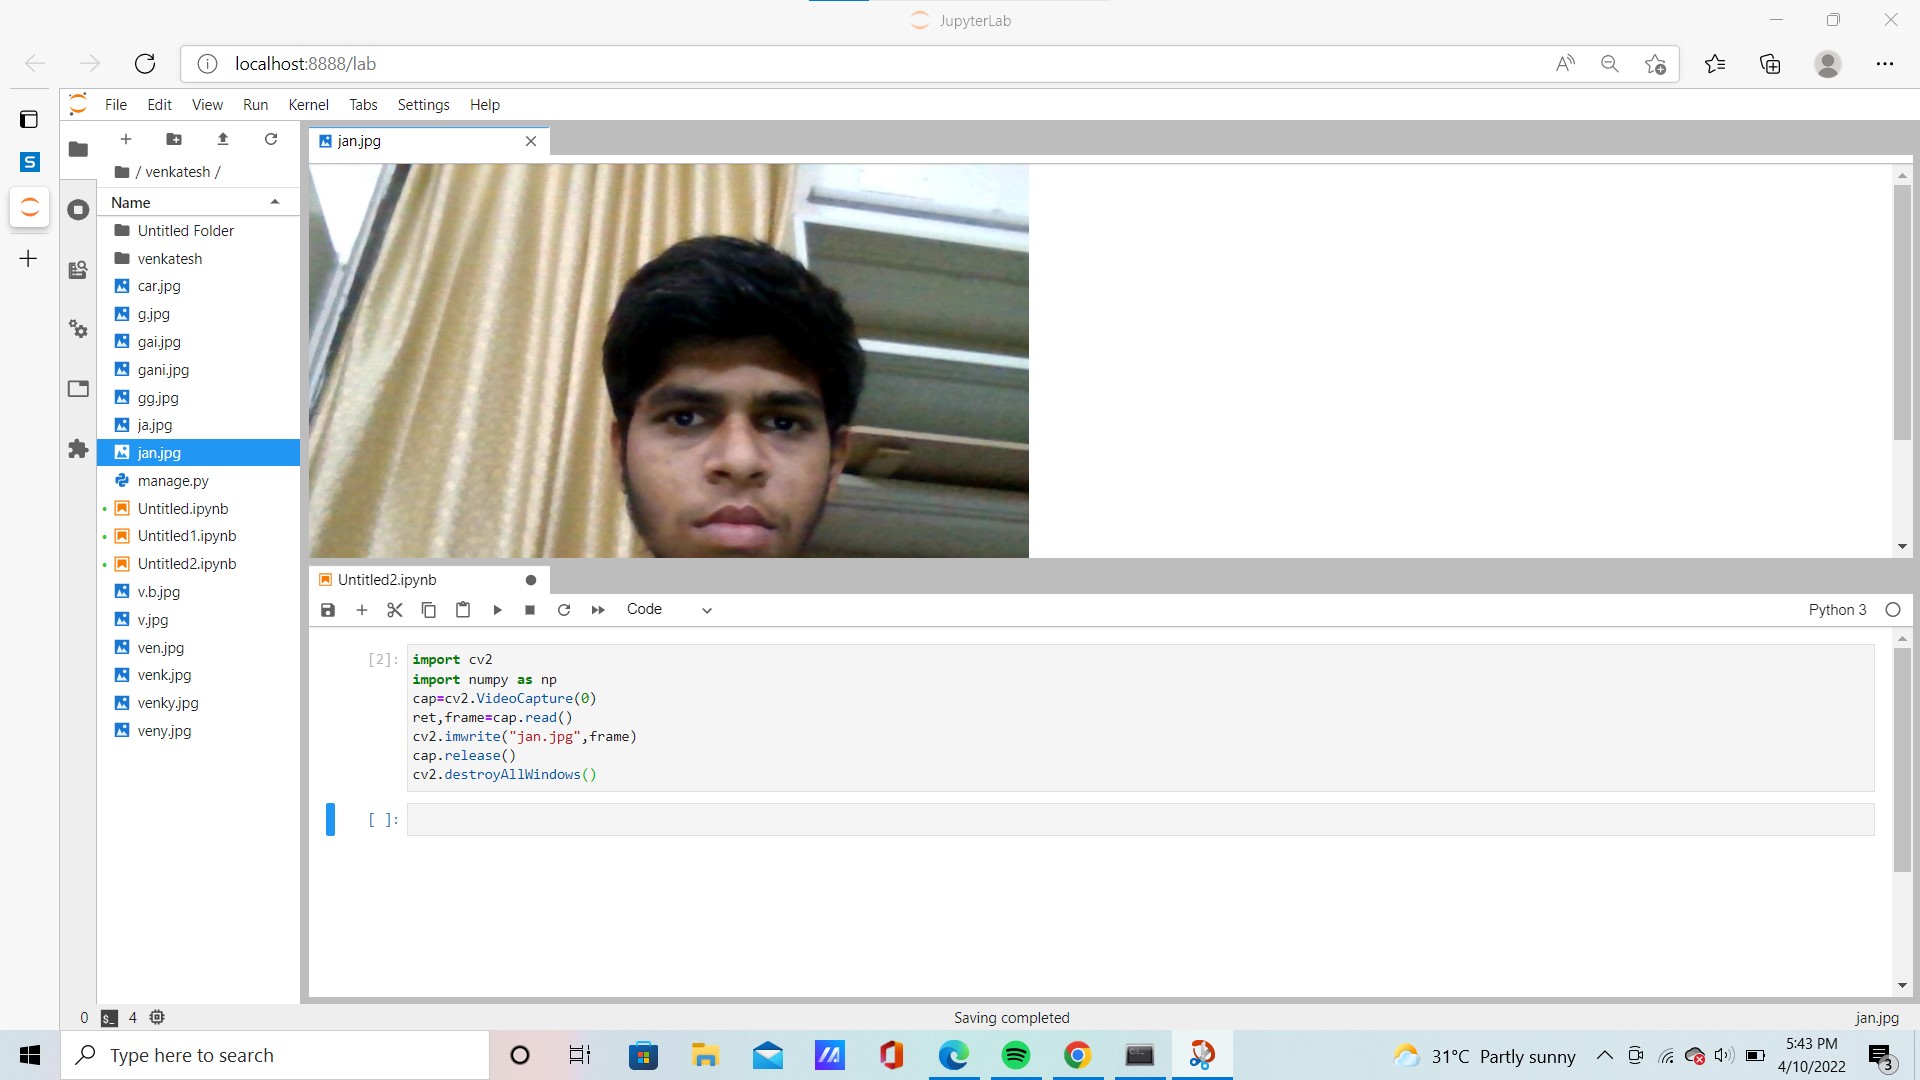 JupyterLab
localhost:8888/lab
File Edit View Run Kernel Tabs Settings Help
jan.jpg
/ venkatesh /
Name
Untitled Folder
venkatesh
car.jpg
g.jpg
gai.jpg
gani.jpg
gg.jpg
ja.jpg
jan.jpg
manage.py
Untitled.ipynb
Untitled1.ipynb
Untitled2.ipynb
v.b.jpg
v.jpg
ven.jpg
venk.jpg
venky.jpg
veny.jpg
Untitled2.ipynb
Code
Python 3
[2]:
import cv2
import numpy as np
cap=cv2.VideoCapture(0)
ret,frame=cap.read()
cv2.imwrite("jan.jpg",frame)
cap.release()
cv2.destroyAllWindows()
[ ]:
0 $_ 4
Saving completed
jan.jpg
Type here to search
31°C Partly sunny
5:43 PM
4/10/2022
3